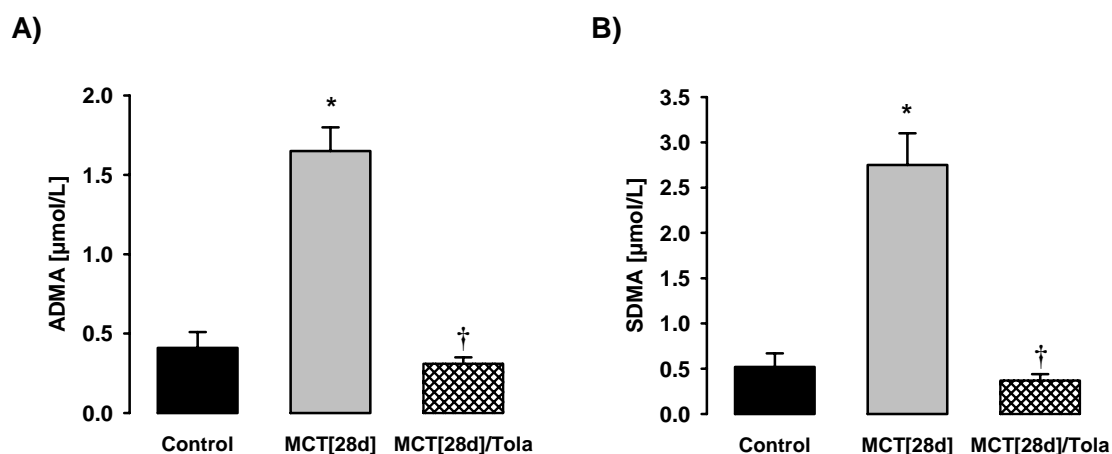 A)
B)
2.0
1.5
1.0
0.5
0.0
ADMA [µmol/L]
*
†
Control
MCT[28d]
MCT[28d]/Tola
3.5
3.0
2.5
2.0
1.5
1.0
0.5
0.0
SDMA [µmol/L]
*
†
Control
MCT[28d]
MCT[28d]/Tola